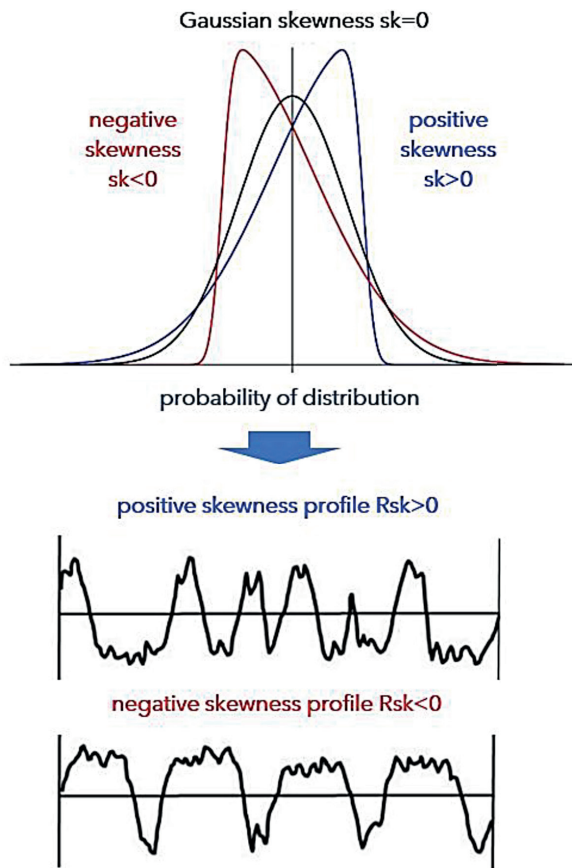 Gaussian skewness sk=0
negative
skewness
sk<0
positive
skewness
sk>0
probability of distribution
positive skewness profile Rsk>0
negative skewness profile Rsk<0